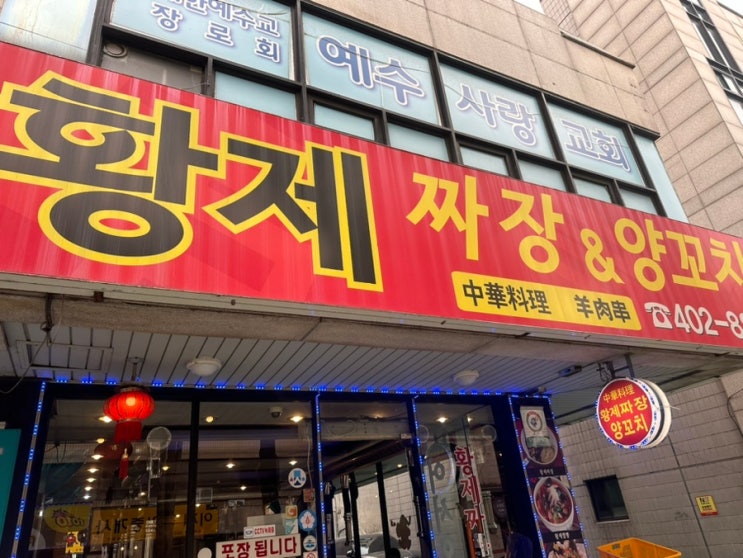 장로회
예수 사랑 교회
황제 짜장 & 양꼬치
中華料理 羊肉串
☎402-8
中華料理
황제짜장
양꼬치
황제짜
CCTV
포장 됩니다